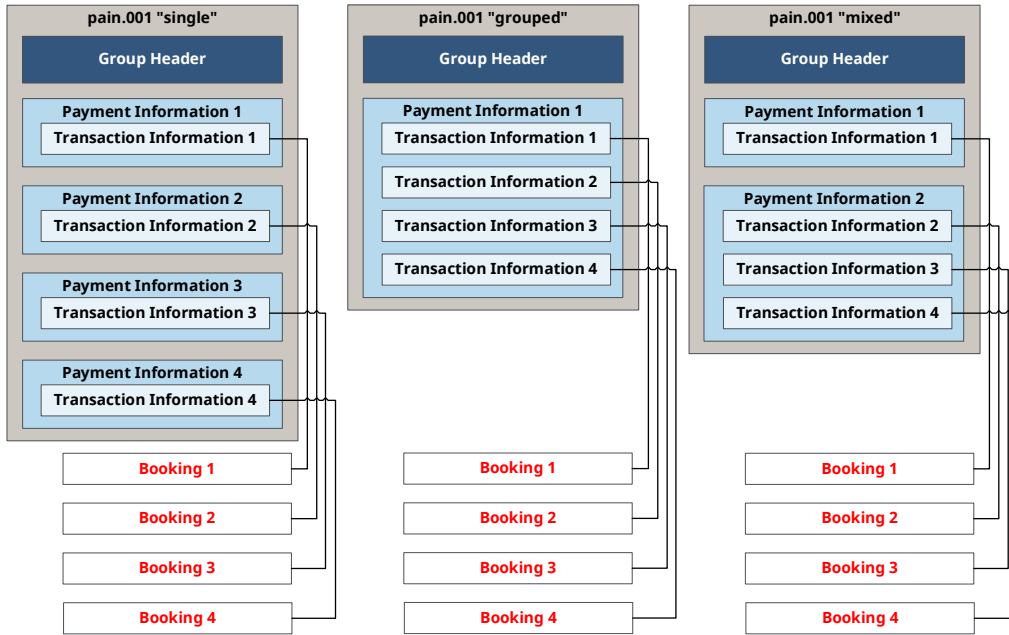 pain.001 "single"
Group Header
Payment Information 1
Transaction Information 1
Payment Information 2
Transaction Information 2
Payment Information 3
Transaction Information 3
Payment Information 4
Transaction Information 4
Booking 1
Booking 2
Booking 3
Booking 4
pain.001 "grouped"
Group Header
Payment Information 1
Transaction Information 1
Transaction Information 2
Transaction Information 3
Transaction Information 4
Booking 1
Booking 2
Booking 3
Booking 4
pain.001 "mixed"
Group Header
Payment Information 1
Transaction Information 1
Payment Information 2
Transaction Information 2
Transaction Information 3
Transaction Information 4
Booking 1
Booking 2
Booking 3
Booking 4